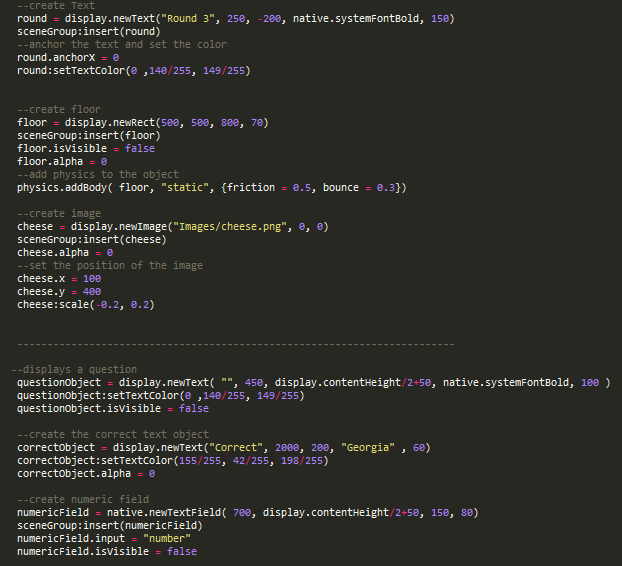 --create Text
round = display.newText("Round 3", 250, -200, native.systemFontBold, 150)
sceneGroup:insert(round)
--anchor the text and set the color
round.anchorX = 0
round:setTextColor(0 ,140/255, 149/255)
--create floor
floor = display.newRect(500, 500, 800, 70)
sceneGroup:insert(floor)
floor.isVisible = false
floor.alpha = 0
--add physics to the object
physics.addBody( floor, "static", {friction = 0.5, bounce = 0.3})
--create image
cheese = display.newImage("Images/cheese.png", 0, 0)
sceneGroup:insert(cheese)
cheese.alpha = 0
--set the position of the image
cheese.x = 100
cheese.y = 400
cheese:scale(-0.2, 0.2)
-------------------------------------------------------------------------
--displays a question
questionObject = display.newText( "", 450, display.contentHeight/2+50, native.systemFontBold, 100 )
questionObject:setTextColor(0 ,140/255, 149/255)
questionObject.isVisible = false
--create the correct text object
correctObject = display.newText("Correct", 2000, 200, "Georgia" , 60)
correctObject:setTextColor(155/255, 42/255, 198/255)
correctObject.alpha = 0
--create numeric field
numericField = native.newTextField( 700, display.contentHeight/2+50, 150, 80)
sceneGroup:insert(numericField)
numericField.input = "number"
numericField.isVisible = false